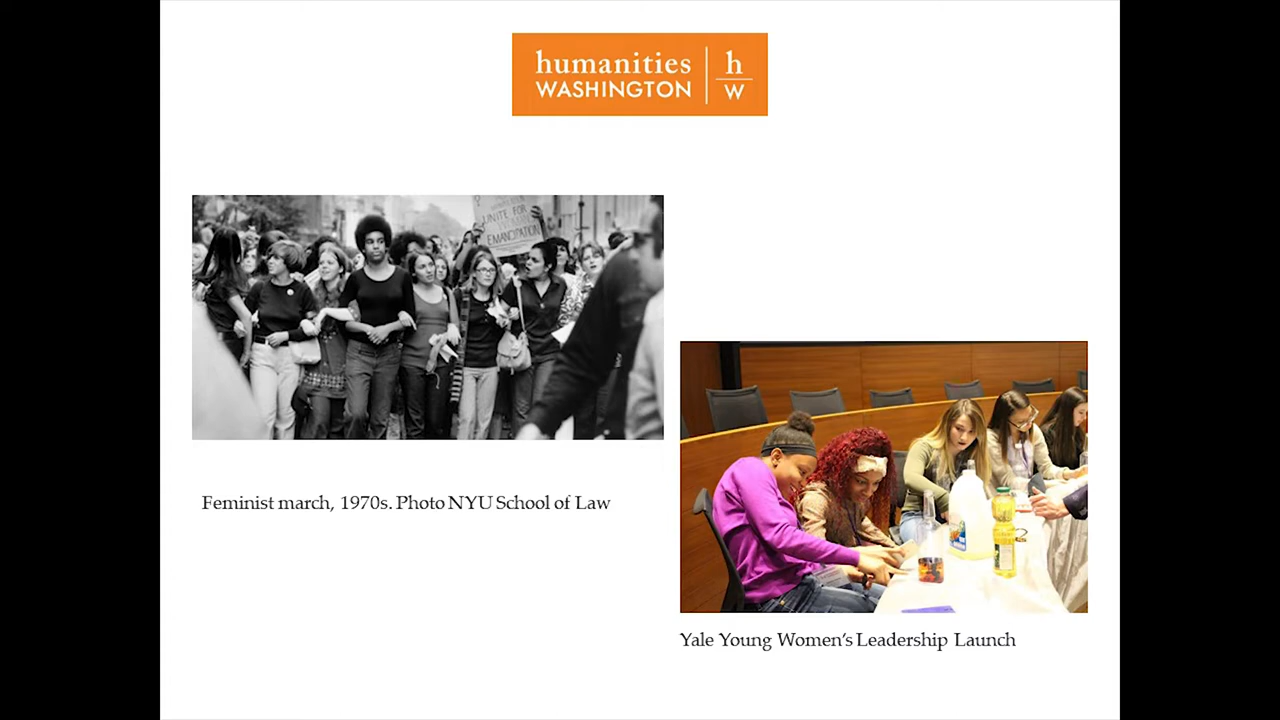 humanities
WASHINGTON
h
w
UNITE FOR
EMANCIPATION
Feminist march, 1970s. Photo NYU School of Law
Yale Young Women's Leadership Launch